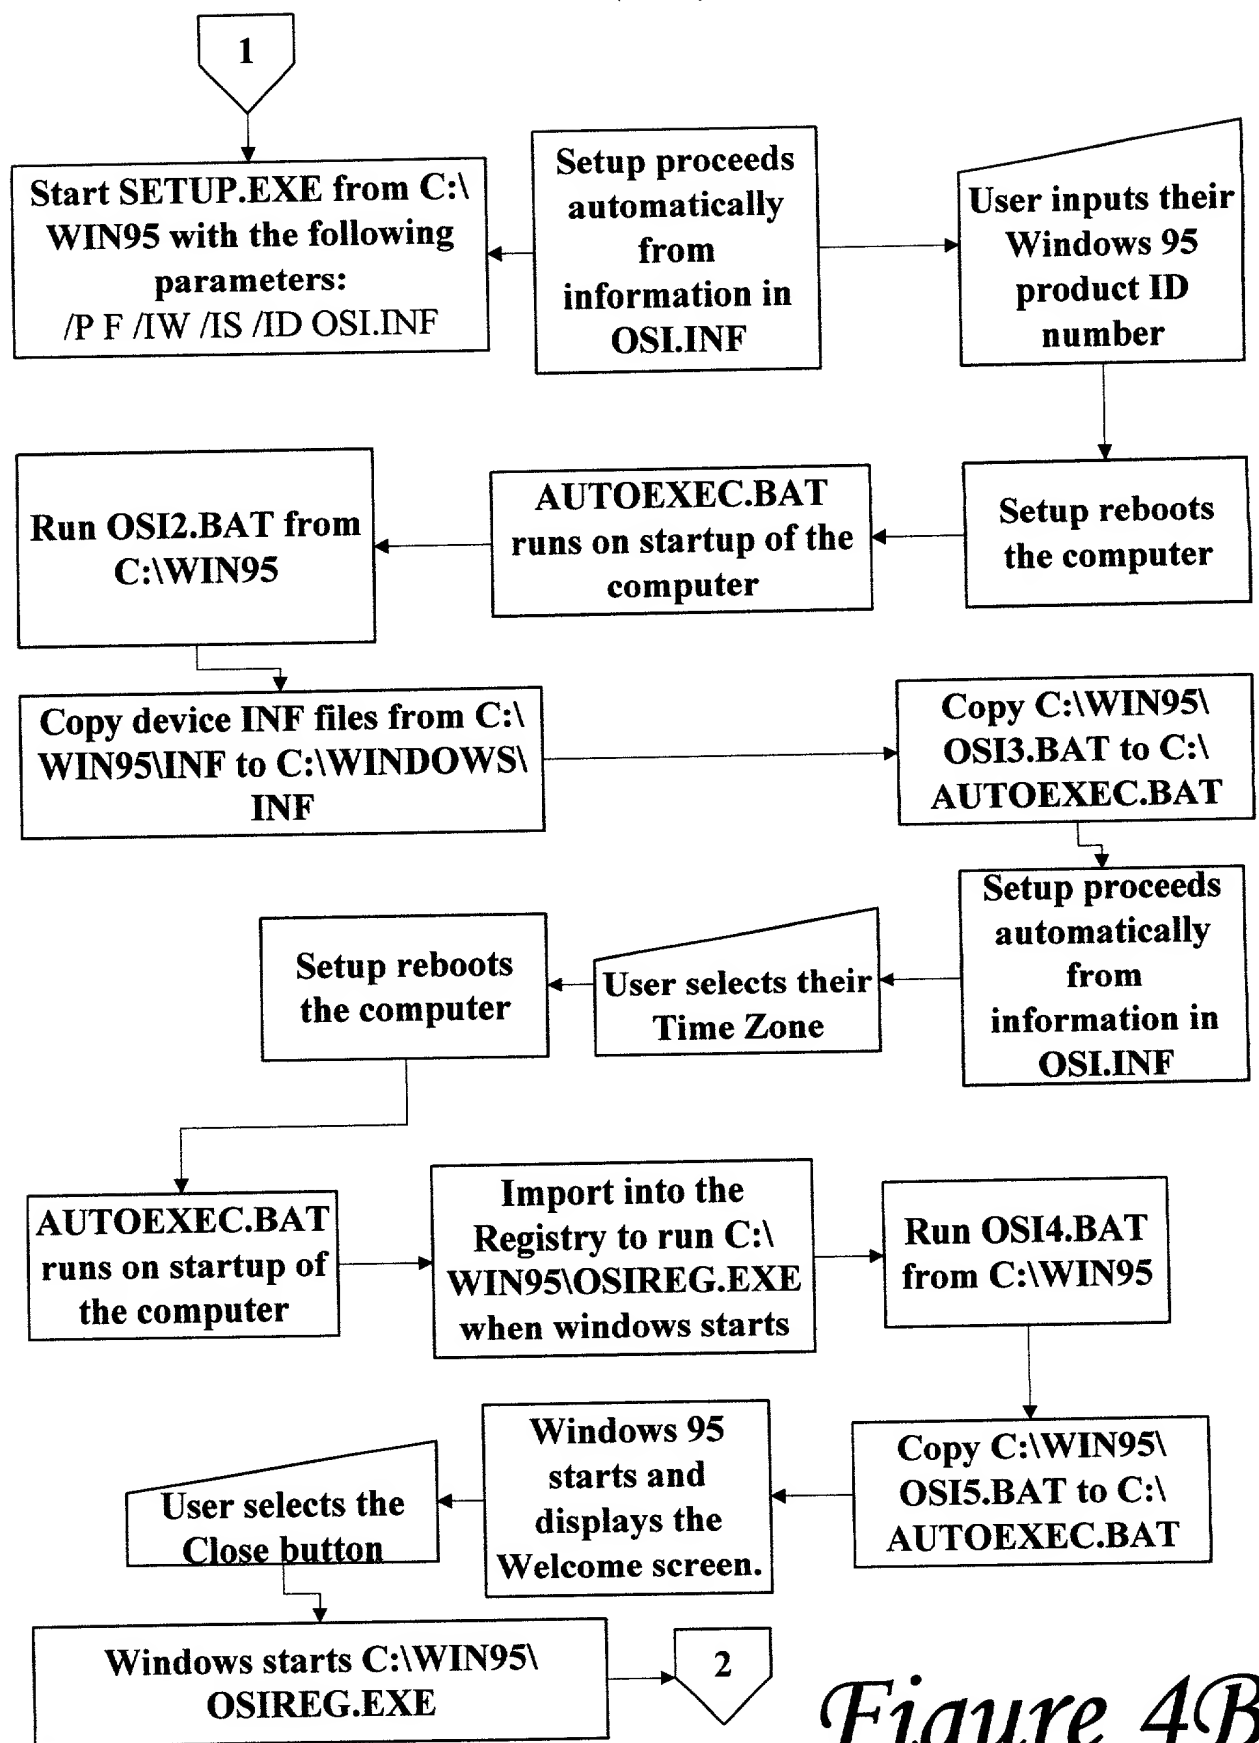 1
Start SETUP.EXE from C:\
WIN95 with the following
parameters:
/P F /IW /IS /ID OSI.INF
Setup proceeds
automatically
from
information in
OSI.INF
User inputs their
Windows 95
product ID
number
Setup reboots
the computer
AUTOEXEC.BAT
runs on startup of the
computer
Run OSI2.BAT from
C:\WIN95
Copy device INF files from C:\
WIN95\INF to C:\WINDOWS\
INF
Copy C:\WIN95\
OSI3.BAT to C:\
AUTOEXEC.BAT
Setup proceeds
automatically
from
information in
OSI.INF
User selects their
Time Zone
Setup reboots
the computer
AUTOEXEC.BAT
runs on startup of
the computer
Import into the
Registry to run C:\
WIN95\OSIREG.EXE
when windows starts
Run OSI4.BAT
from C:\WIN95
Copy C:\WIN95\
OSI5.BAT to C:\
AUTOEXEC.BAT
Windows 95
starts and
displays the
Welcome screen.
User selects the
Close button
Windows starts C:\WIN95\
OSIREG.EXE
2
Figure 4B